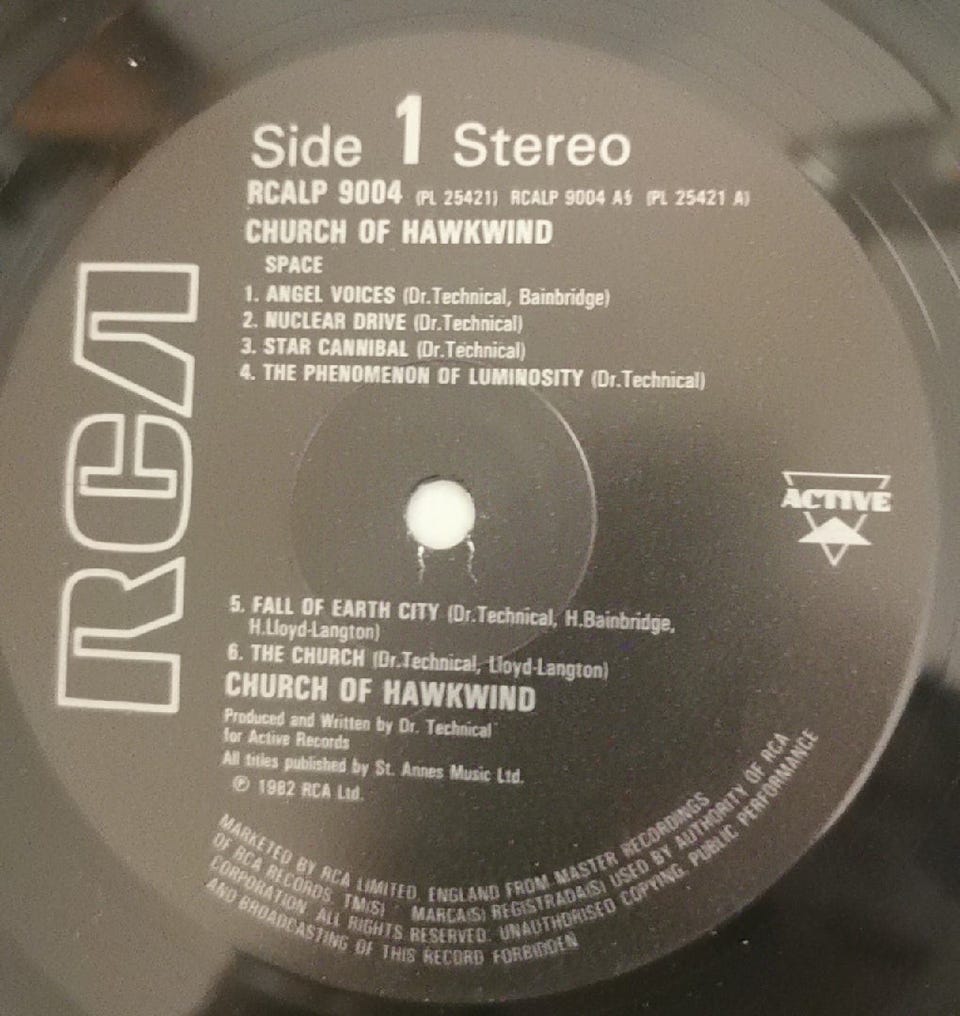 Side 1 Stereo
RCALP 9004 (PL 25421) RCALP 9004 A§ (PL 25421 A)
CHURCH OF HAWKWIND
SPACE
1. ANGEL VOICES (Dr.Technical, Bainbridge)
2. NUCLEAR DRIVE (Dr.Technical)
3. STAR CANNIBAL (Dr.Technical)
4. THE PHENOMENON OF LUMINOSITY (Dr.Technical)
RCA
ACTIVE
5. FALL OF EARTH CITY (Dr.Technical, H.Bainbridge,
H.Lloyd-Langton)
6. THE CHURCH (Dr.Technical, Lloyd-Langton)
CHURCH OF HAWKWIND
Produced and Written by Dr. Technical
for Active Records
All titles published by St. Annes Music Ltd.
℗ 1982 RCA Ltd.
MARKETED BY RCA LIMITED, ENGLAND FROM MASTER RECORDINGS
OF RCA RECORDS. TM(S) ® MARCA(S) REGISTRADA(S) USED BY AUTHORITY OF RCA
CORPORATION. ALL RIGHTS RESERVED. UNAUTHORISED COPYING, PUBLIC PERFORMANCE
AND BROADCASTING OF THIS RECORD FORBIDDEN